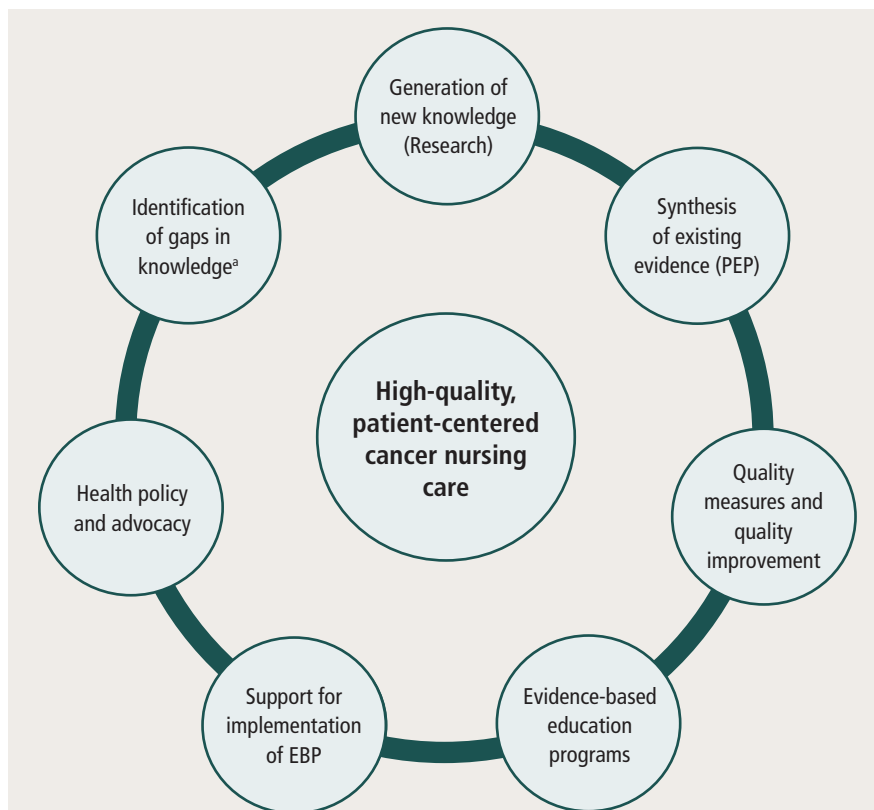 Generation of
new knowledge
(Research)
Synthesis
of existing
evidence (PEP)
Quality
measures and
quality
improvement
Evidence-based
education
programs
Support for
implementation
of EBP
Health policy
and advocacy
Identification
of gaps in
knowledgeᵃ
High-quality,
patient-centered
cancer nursing
care